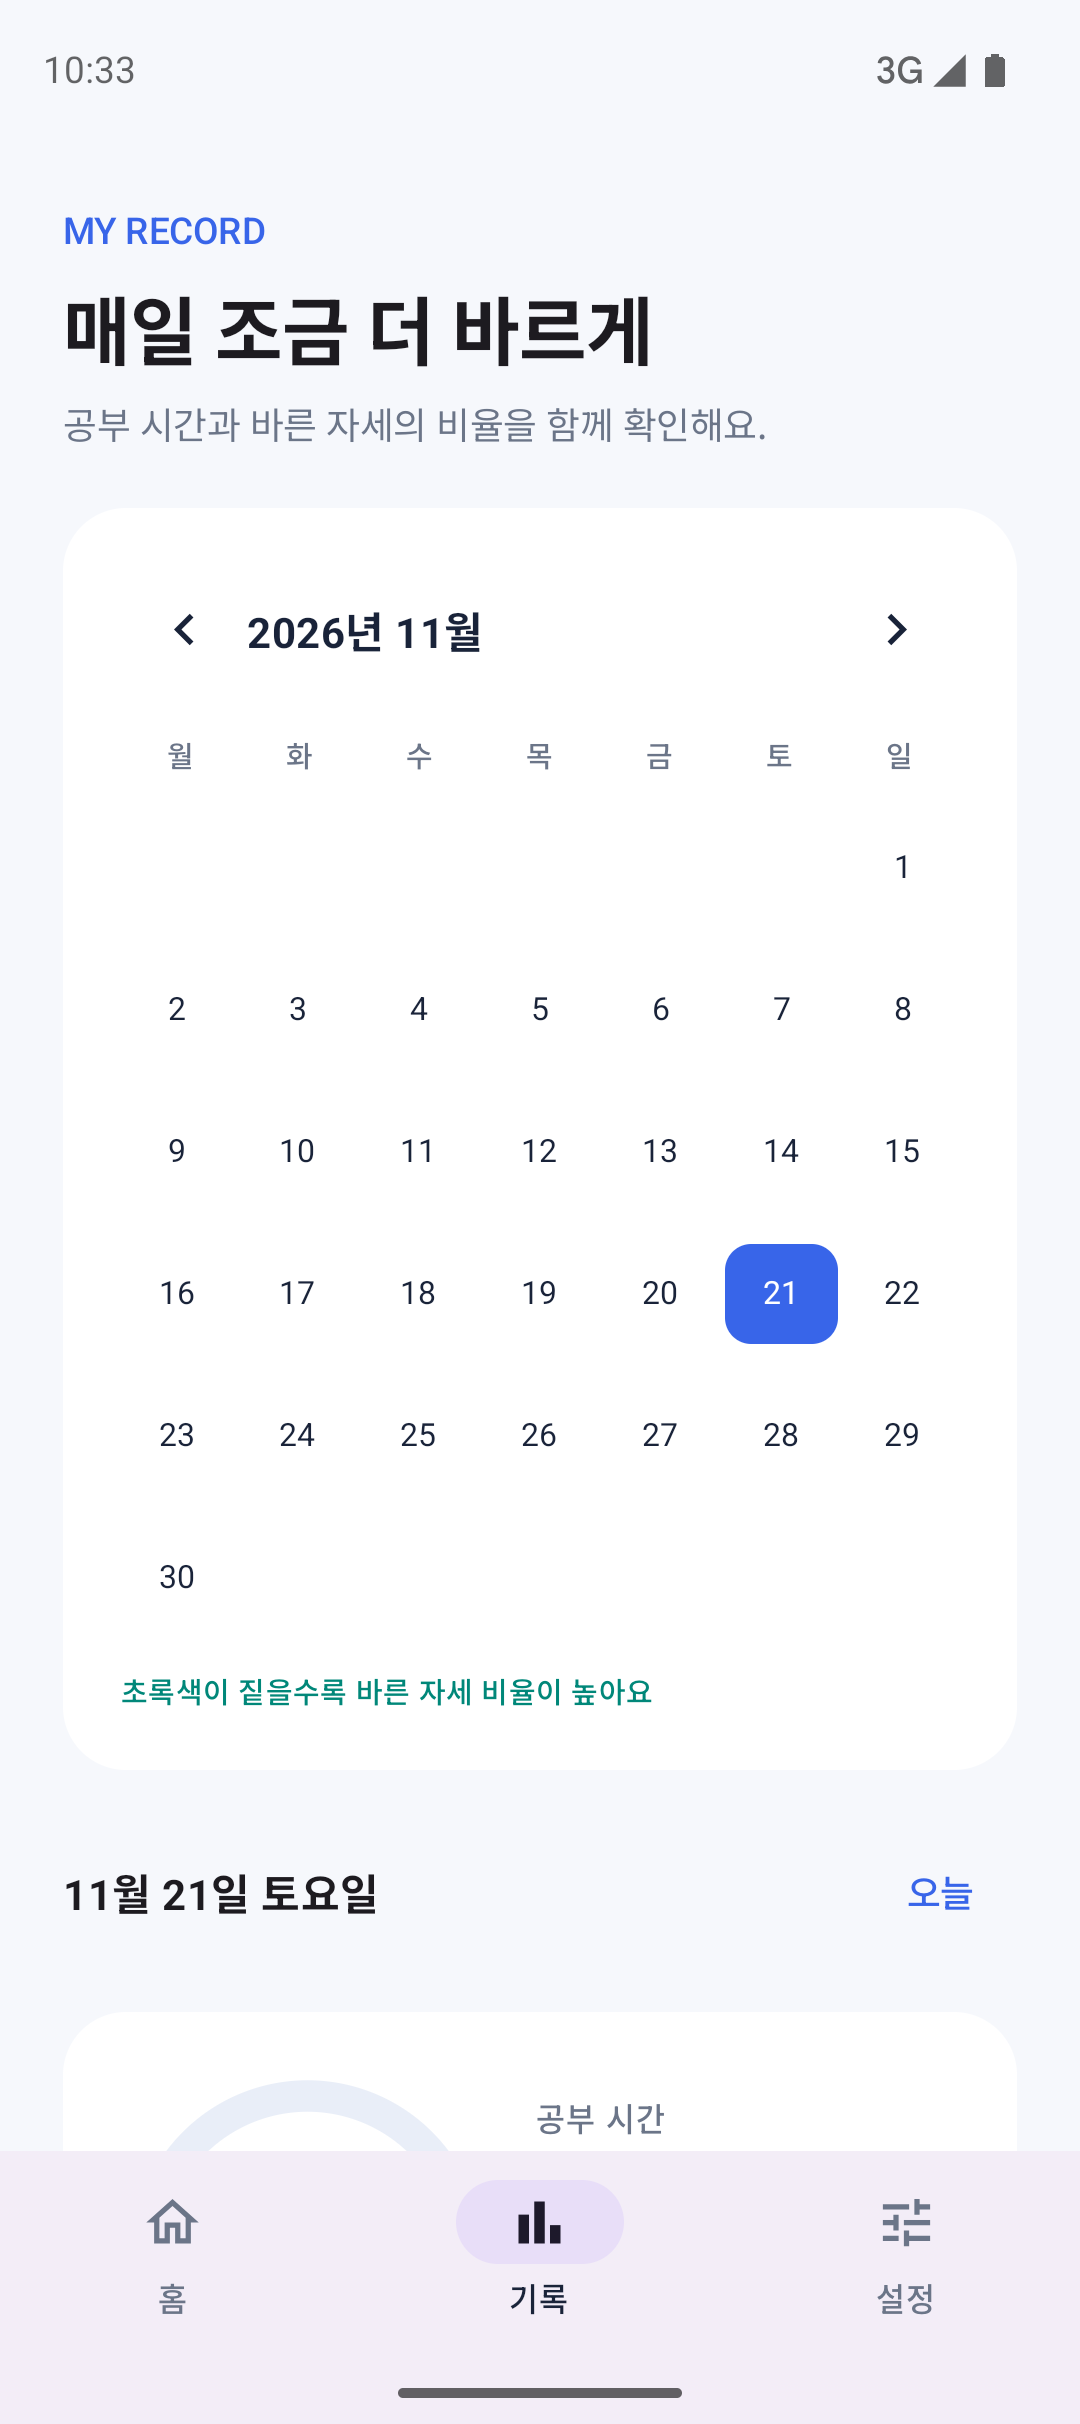 10:33
3G
MY RECORD
매일 조금 더 바르게
공부 시간과 바른 자세의 비율을 함께 확인해요.
2026년 11월
월 화 수 목 금 토 일
1
2 3 4 5 6 7 8
9 10 11 12 13 14 15
16 17 18 19 20 21 22
23 24 25 26 27 28 29
30
초록색이 짙을수록 바른 자세 비율이 높아요
11월 21일 토요일
오늘
공부 시간
홈 기록 설정